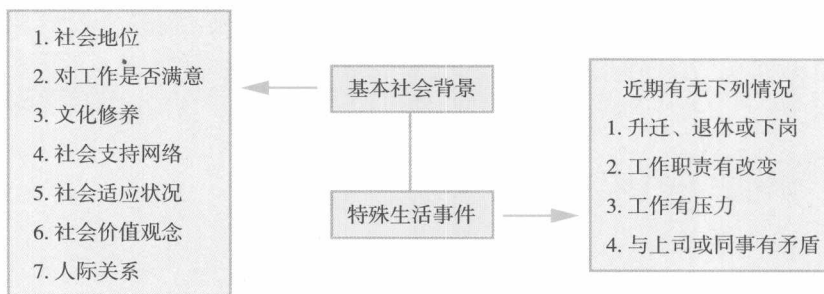 1. 社会地位
2. 对工作是否满意
3. 文化修养
4. 社会支持网络
5. 社会适应状况
6. 社会价值观念
7. 人际关系
基本社会背景
特殊生活事件
近期有无下列情况
1. 升迁、退休或下岗
2. 工作职责有改变
3. 工作有压力
4. 与上司或同事有矛盾